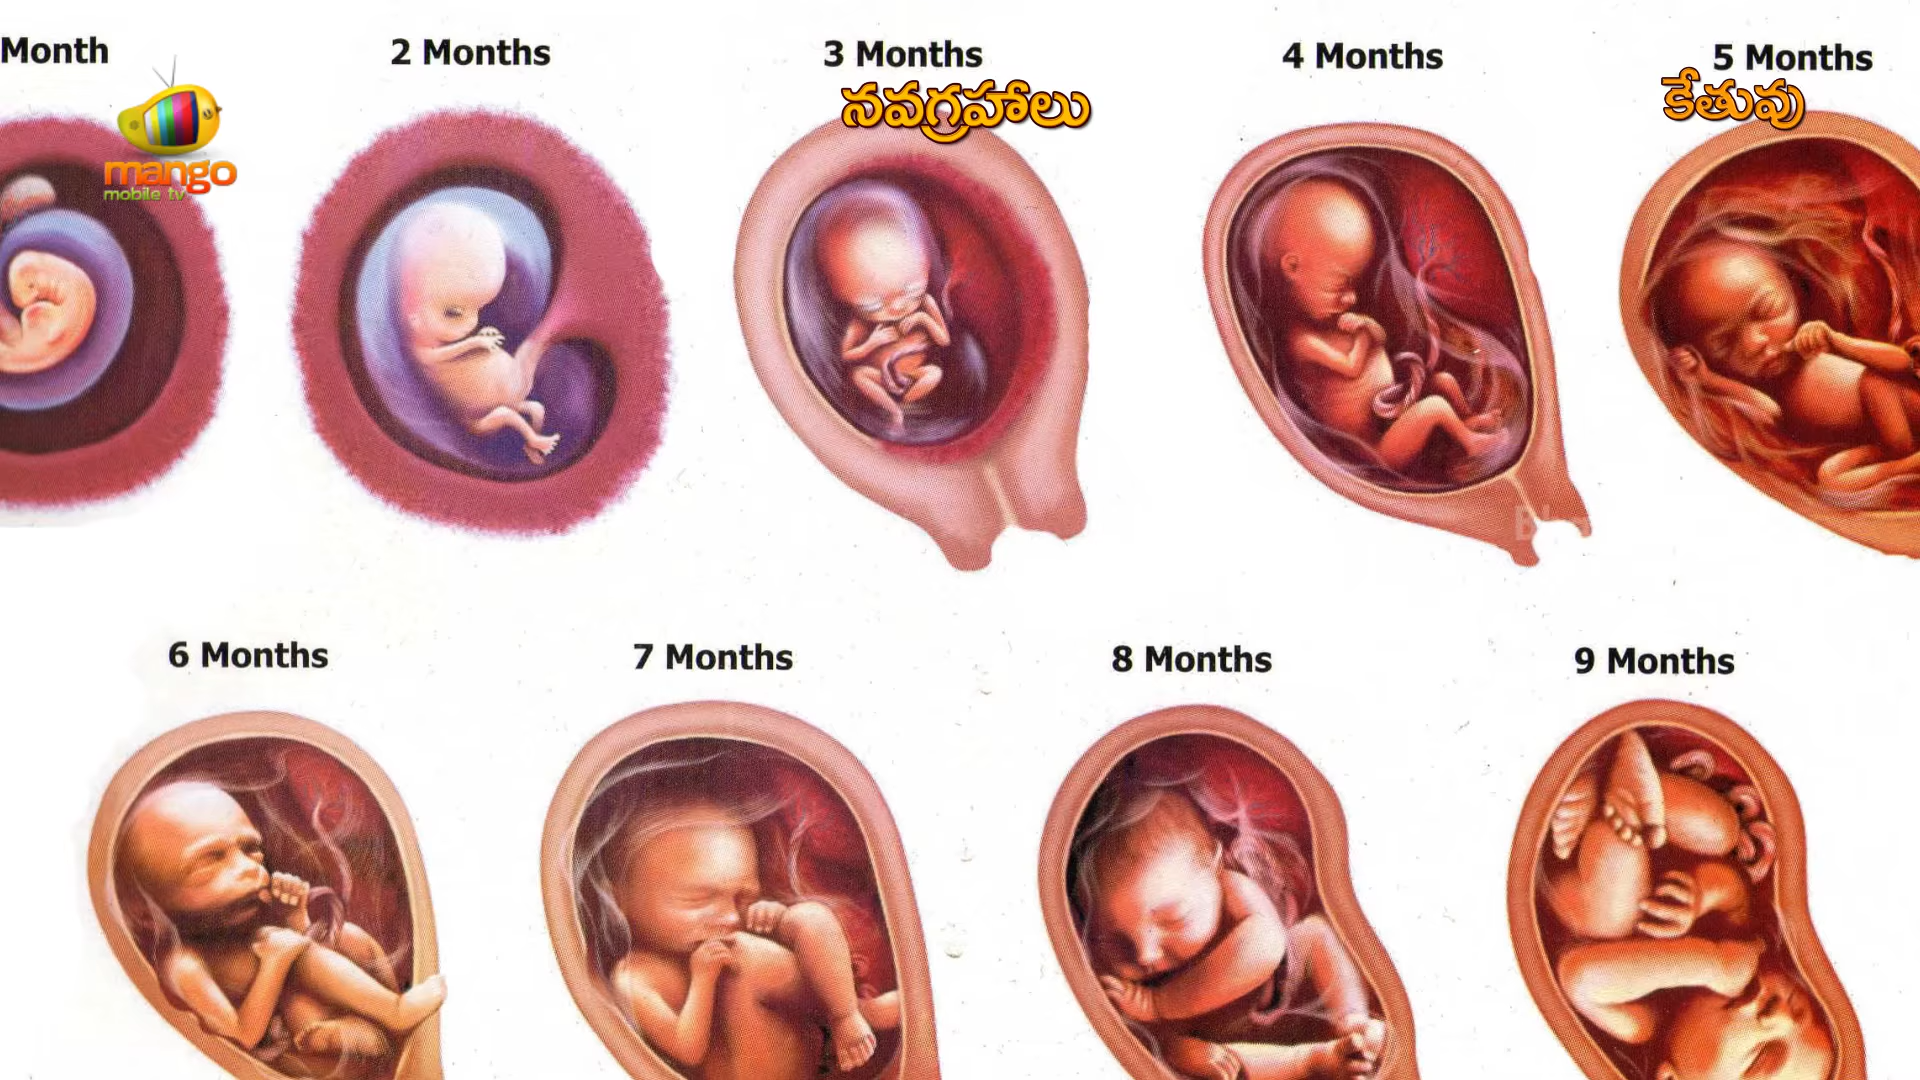 Month
2 Months
3 Months
4 Months
5 Months
mango
mobile tv
నవగ్రహాలు
కేతువు
6 Months
7 Months
8 Months
9 Months